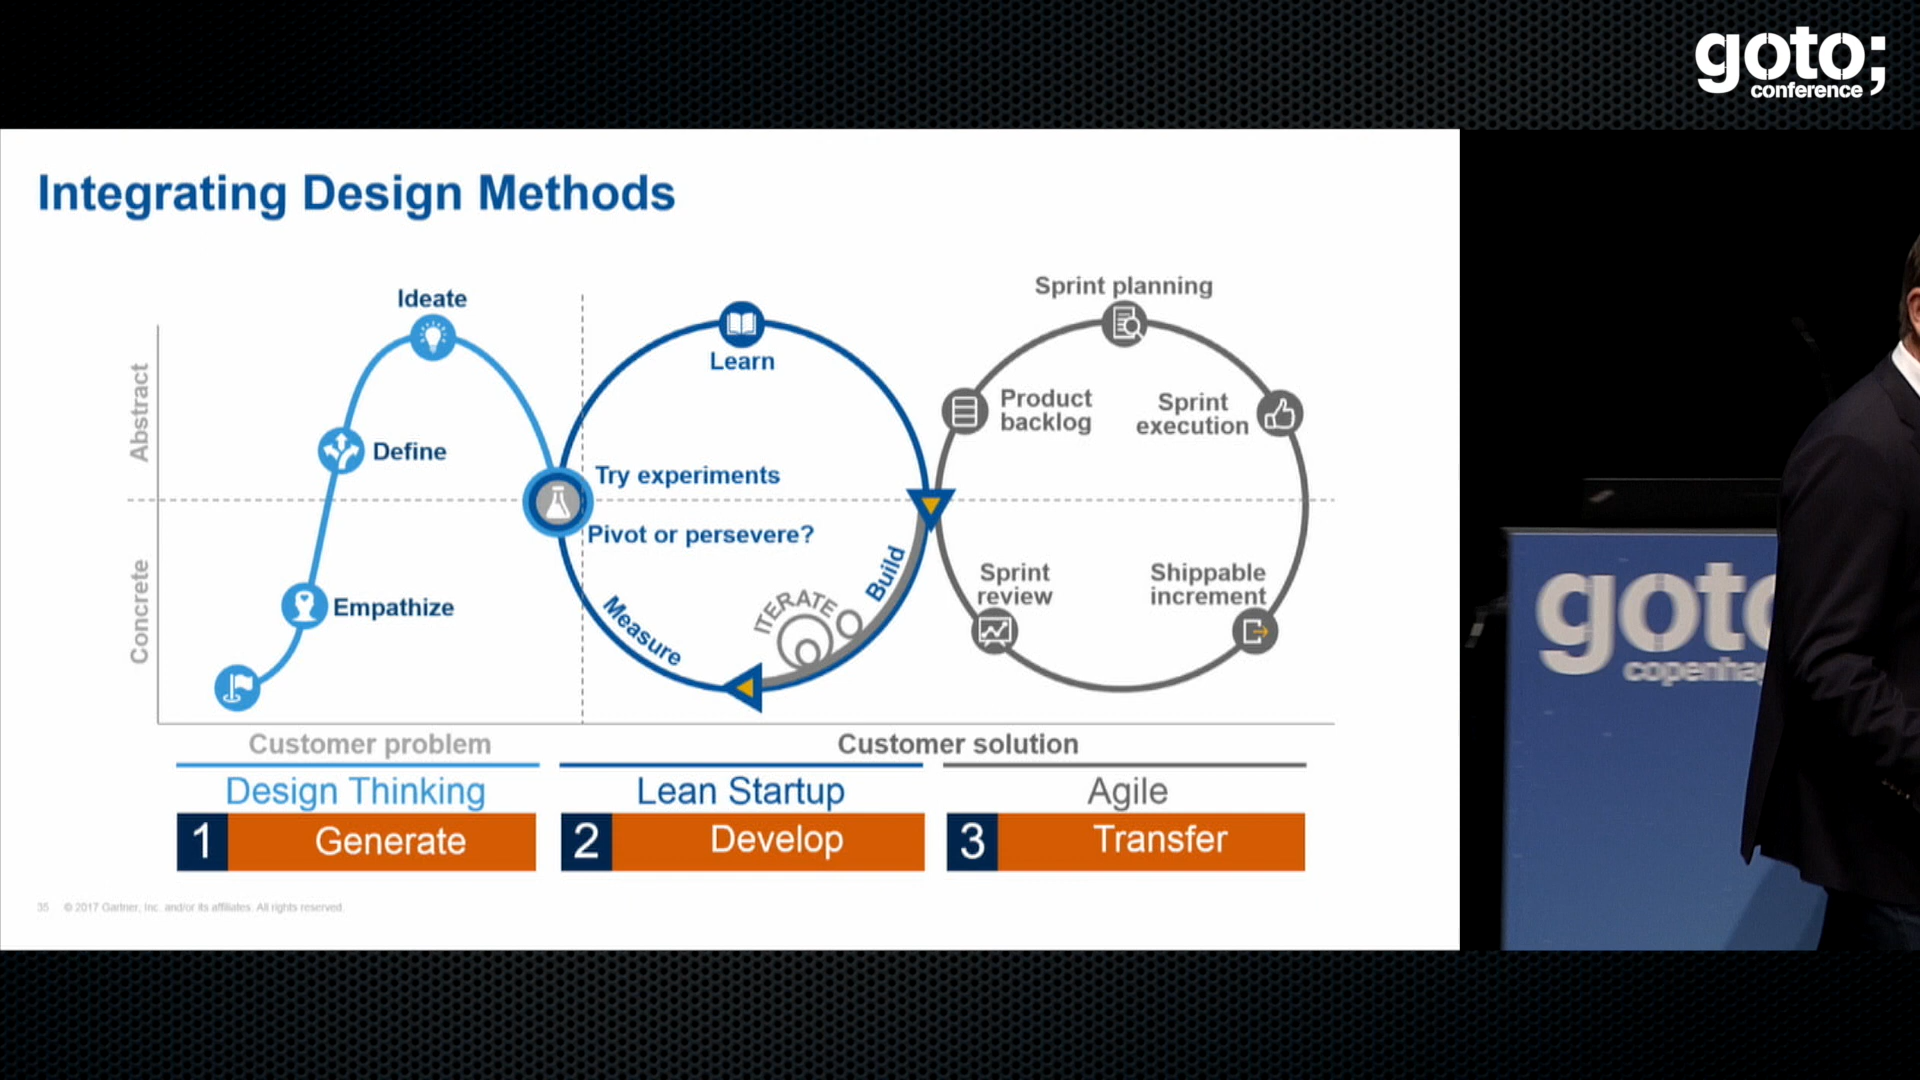 goto;
conference
Integrating Design Methods
Ideate
Define
Empathize
Abstract
Concrete
Learn
Try experiments
Pivot or persevere?
Measure
ITERATE
Build
Sprint planning
Product
backlog
Sprint
execution
Sprint
review
Shippable
increment
Customer problem
Customer solution
Design Thinking
Lean Startup
Agile
1 Generate
2 Develop
3 Transfer
35 © 2017 Gartner, Inc. and/or its affiliates. All rights reserved.
goto